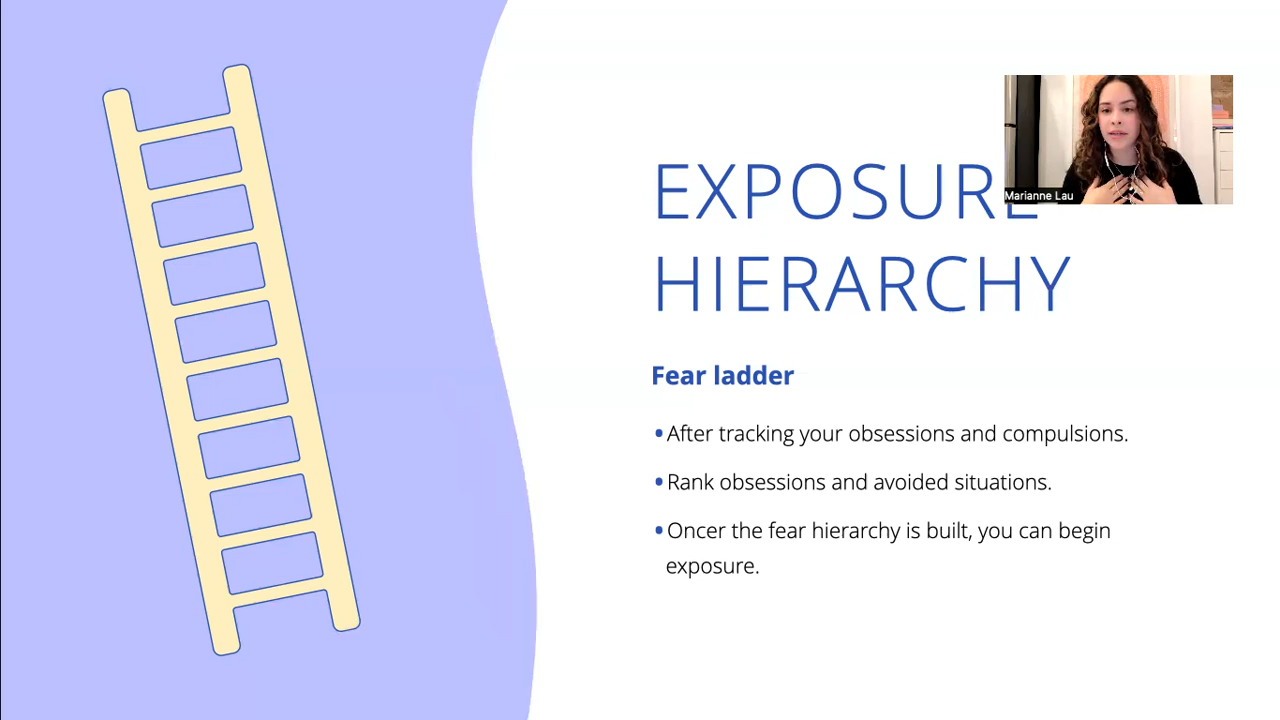 EXPOSURE
HIERARCHY
Marianne Lau
Fear ladder
•After tracking your obsessions and compulsions.
•Rank obsessions and avoided situations.
•Oncer the fear hierarchy is built, you can begin
exposure.